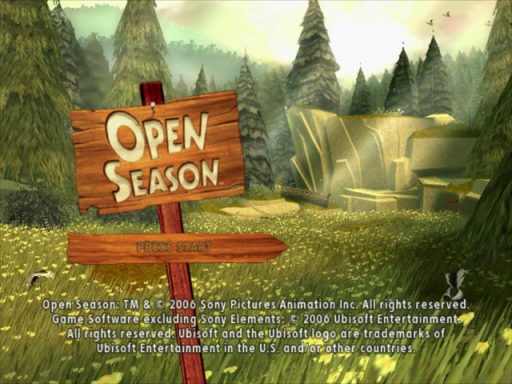 OPEN
SEASON™
PRESS START
Open Season: TM & © 2006 Sony Pictures Animation Inc. All rights reserved.
Game Software excluding Sony Elements: © 2006 Ubisoft Entertainment.
All rights reserved. Ubisoft and the Ubisoft logo are trademarks of
Ubisoft Entertainment in the U.S. and/or other countries.